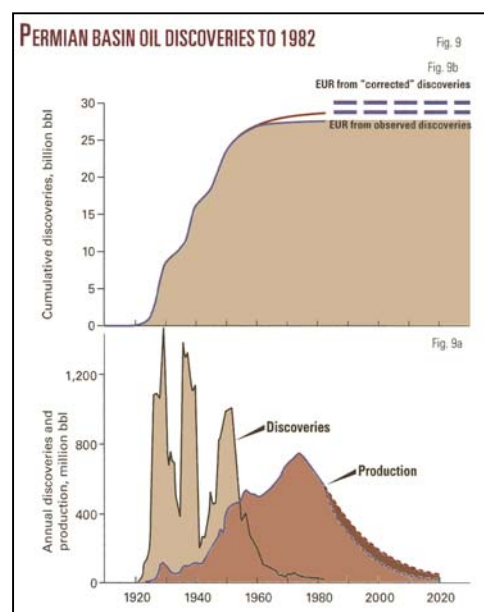 PERMIAN BASIN OIL DISCOVERIES TO 1982
Fig. 9
Fig. 9b
EUR from "corrected" discoveries
EUR from observed discoveries
Cumulative discoveries, billion bbl
30
25
20
15
10
5
0
Fig. 9a
Annual discoveries and
production, million bbl
1,200
800
400
0
Discoveries
Production
1920 1940 1960 1980 2000 2020